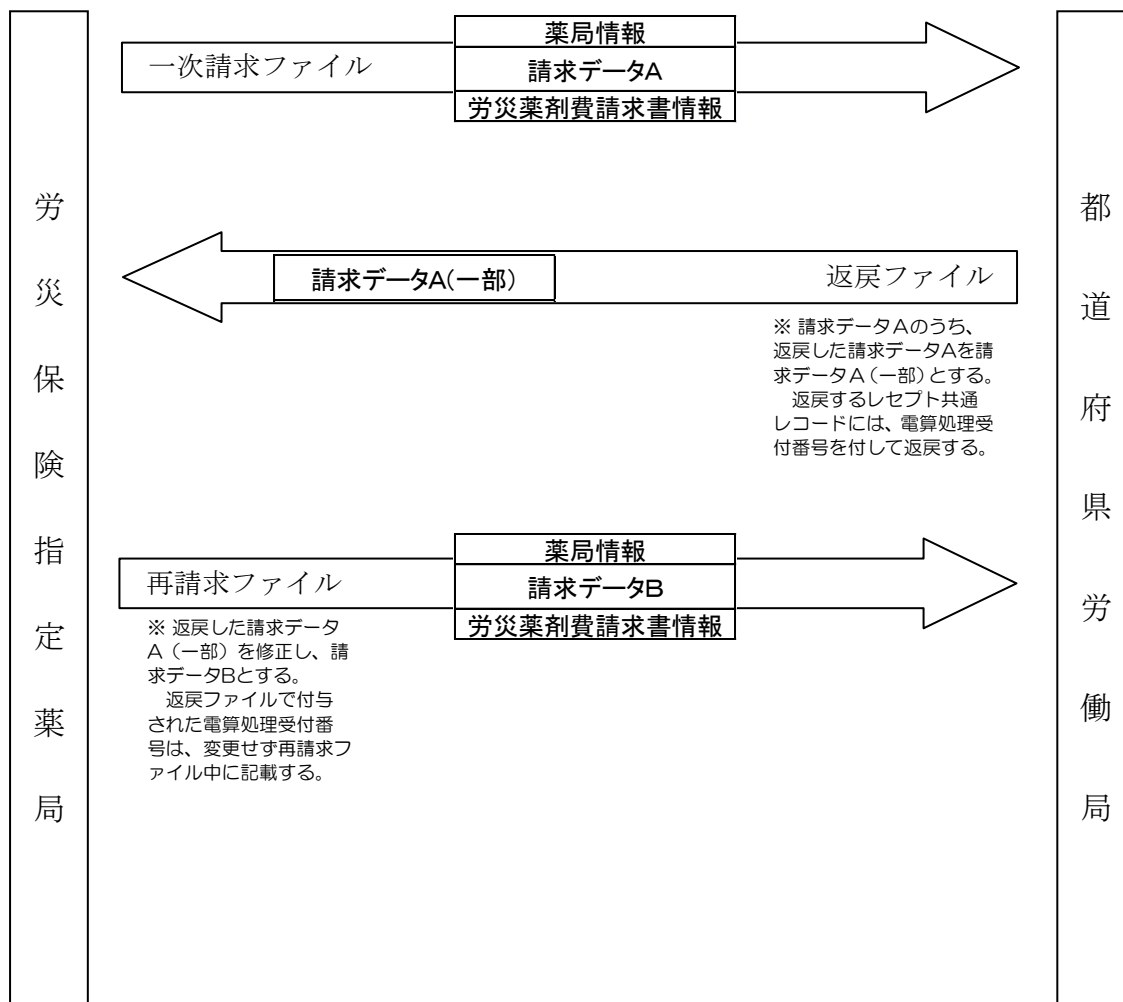 労災保険指定薬局
一次請求ファイル
薬局情報
請求データA
労災薬剤費請求書情報
請求データA(一部)
返戻ファイル
※ 請求データAのうち、
返戻した請求データAを請
求データA（一部）とする。
　返戻するレセプト共通
レコードには、電算処理受
付番号を付して返戻する。
再請求ファイル
薬局情報
請求データB
労災薬剤費請求書情報
※ 返戻した請求データ
A（一部）を修正し、請
求データBとする。
　返戻ファイルで付与
された電算処理受付番
号は、変更せず再請求フ
ァイル中に記載する。
都道府県労働局